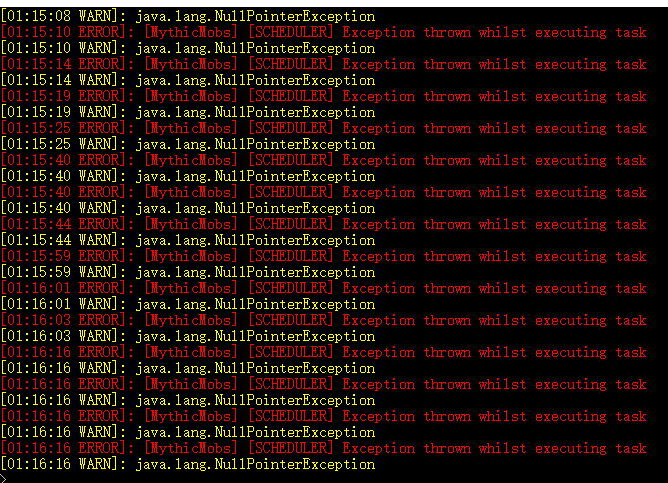 [01:15:08 WARN]: java.lang.NullPointerException
[01:15:10 ERROR]: [MythicMobs] [SCHEDULER] Exception thrown whilst executing task
[01:15:10 WARN]: java.lang.NullPointerException
[01:15:14 ERROR]: [MythicMobs] [SCHEDULER] Exception thrown whilst executing task
[01:15:14 WARN]: java.lang.NullPointerException
[01:15:19 ERROR]: [MythicMobs] [SCHEDULER] Exception thrown whilst executing task
[01:15:19 WARN]: java.lang.NullPointerException
[01:15:25 ERROR]: [MythicMobs] [SCHEDULER] Exception thrown whilst executing task
[01:15:25 WARN]: java.lang.NullPointerException
[01:15:40 ERROR]: [MythicMobs] [SCHEDULER] Exception thrown whilst executing task
[01:15:40 WARN]: java.lang.NullPointerException
[01:15:40 ERROR]: [MythicMobs] [SCHEDULER] Exception thrown whilst executing task
[01:15:40 WARN]: java.lang.NullPointerException
[01:15:44 ERROR]: [MythicMobs] [SCHEDULER] Exception thrown whilst executing task
[01:15:44 WARN]: java.lang.NullPointerException
[01:15:59 ERROR]: [MythicMobs] [SCHEDULER] Exception thrown whilst executing task
[01:15:59 WARN]: java.lang.NullPointerException
[01:16:01 ERROR]: [MythicMobs] [SCHEDULER] Exception thrown whilst executing task
[01:16:01 WARN]: java.lang.NullPointerException
[01:16:03 ERROR]: [MythicMobs] [SCHEDULER] Exception thrown whilst executing task
[01:16:03 WARN]: java.lang.NullPointerException
[01:16:16 ERROR]: [MythicMobs] [SCHEDULER] Exception thrown whilst executing task
[01:16:16 WARN]: java.lang.NullPointerException
[01:16:16 ERROR]: [MythicMobs] [SCHEDULER] Exception thrown whilst executing task
[01:16:16 WARN]: java.lang.NullPointerException
[01:16:16 ERROR]: [MythicMobs] [SCHEDULER] Exception thrown whilst executing task
[01:16:16 WARN]: java.lang.NullPointerException
[01:16:16 ERROR]: [MythicMobs] [SCHEDULER] Exception thrown whilst executing task
[01:16:16 WARN]: java.lang.NullPointerException
>